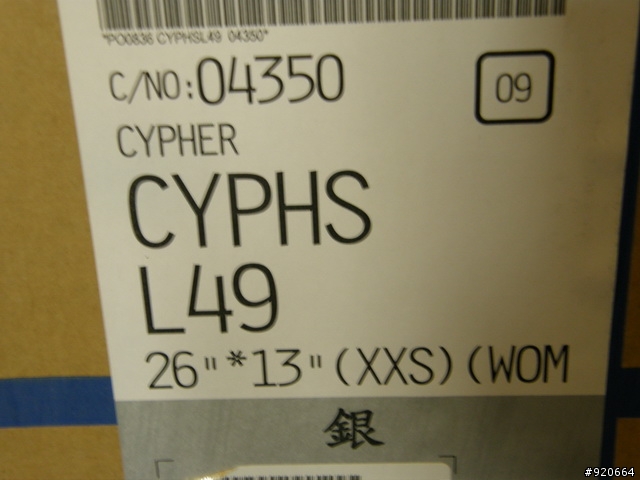 *PO0836 CYPHSL49 04350*
C/NO:04350
09
CYPHER
CYPHS
L49
26"*13"(XXS)(WOM
銀
#920664